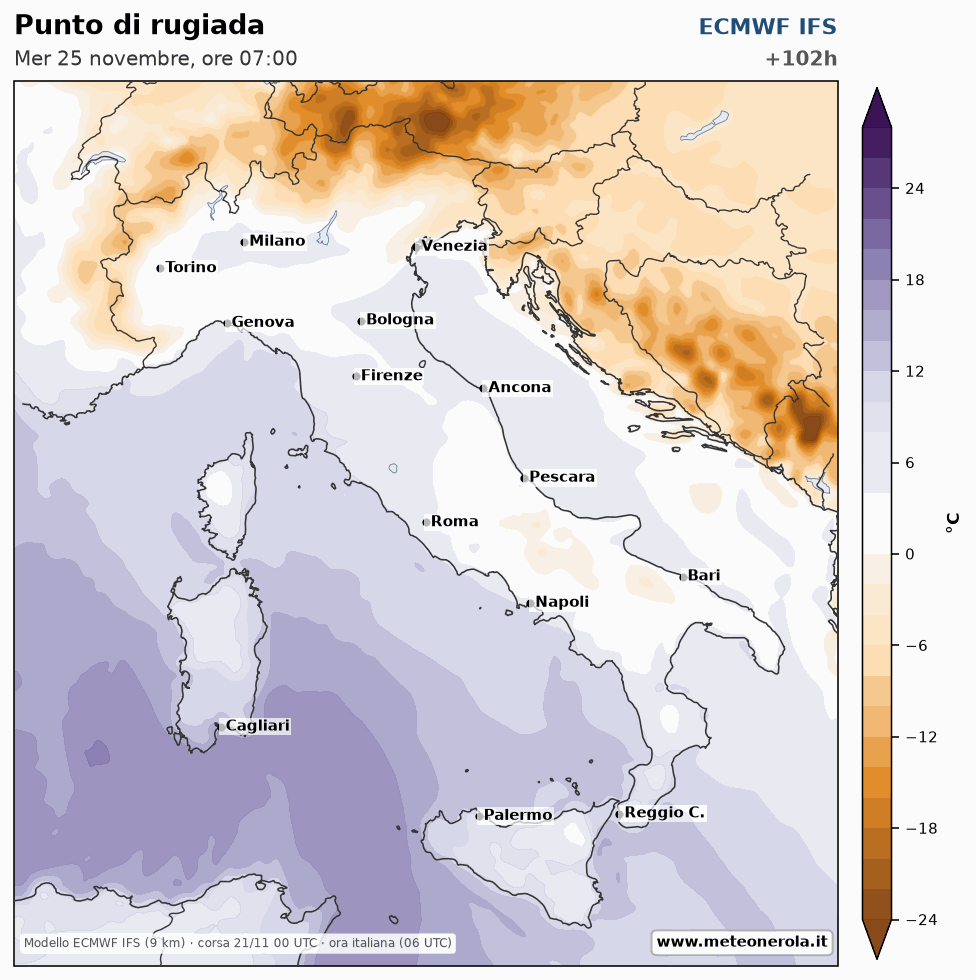 Punto di rugiada
ECMWF IFS
Mer 25 novembre, ore 07:00
+102h
Milano
Venezia
Torino
Genova
Bologna
Firenze
Ancona
Pescara
Roma
Bari
Napoli
Cagliari
Palermo
Reggio C.
24
18
12
6
0
−6
−12
−18
−24
°C
Modello ECMWF IFS (9 km) · corsa 21/11 00 UTC · ora italiana (06 UTC)
www.meteonerola.it